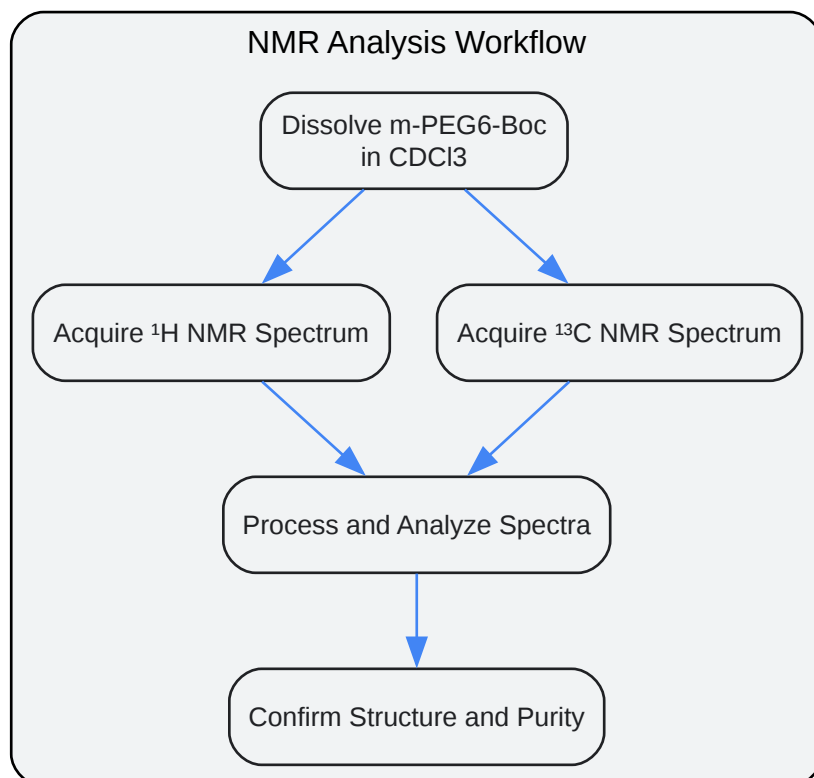 NMR Analysis Workflow
Dissolve m-PEG6-Boc
in CDCl3
Acquire ¹H NMR Spectrum
Acquire ¹³C NMR Spectrum
Process and Analyze Spectra
Confirm Structure and Purity